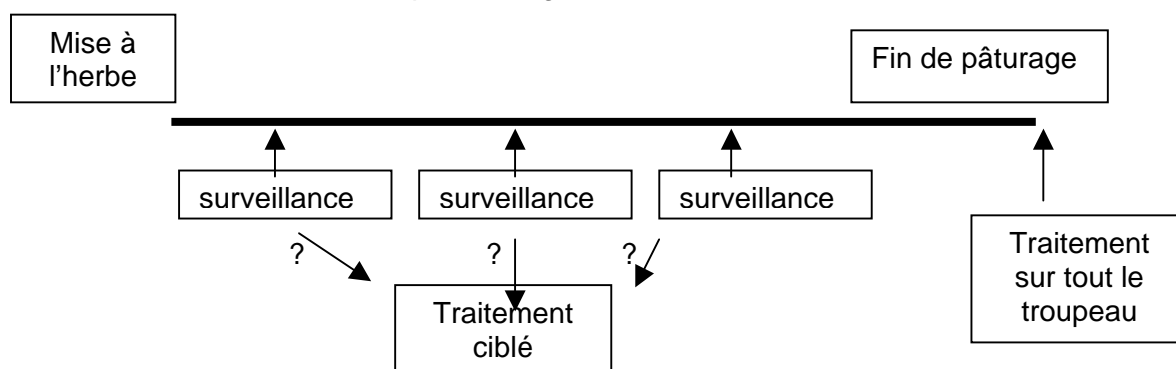 Mise à
l'herbe
Fin de pâturage
surveillance
surveillance
surveillance
?
?
?
Traitement
ciblé
Traitement
sur tout le
troupeau